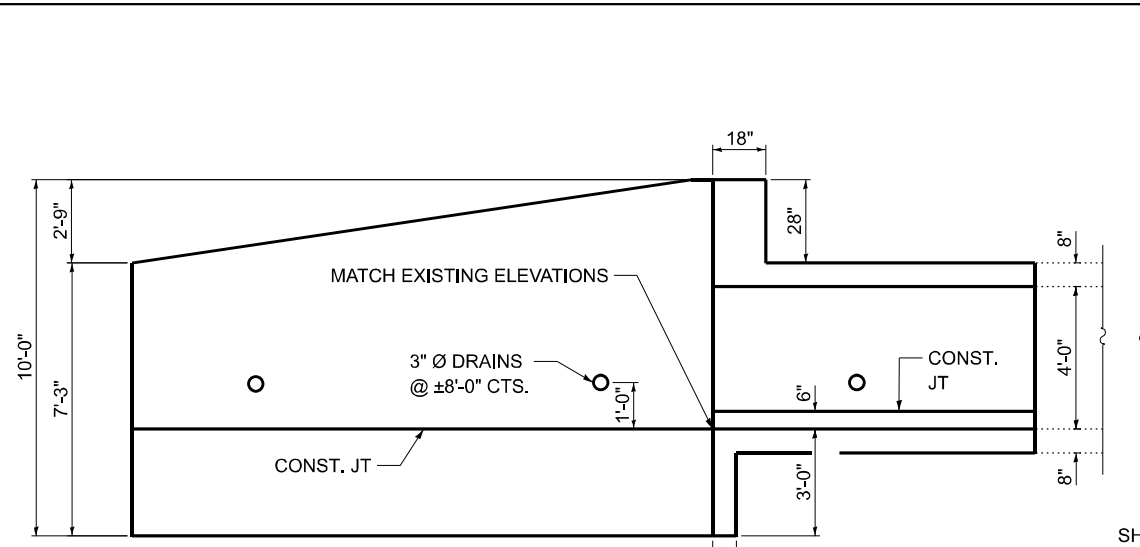 18"
2'-9"
28"
8"
MATCH EXISTING ELEVATIONS
10'-0"
3" Ø DRAINS
@ ±8'-0" CTS.
CONST.
JT
4'-0"
7'-3"
1'-0"
6"
CONST. JT
3'-0"
8"
SH